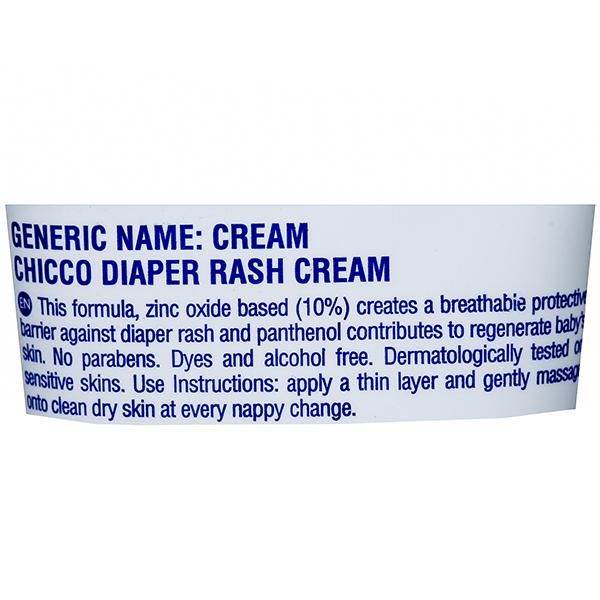 GENERIC NAME: CREAM
CHICCO DIAPER RASH CREAM
EN This formula, zinc oxide based (10%) creates a breathable protective
barrier against diaper rash and panthenol contributes to regenerate baby's
skin. No parabens. Dyes and alcohol free. Dermatologically tested on
sensitive skins. Use Instructions: apply a thin layer and gently massage
onto clean dry skin at every nappy change.